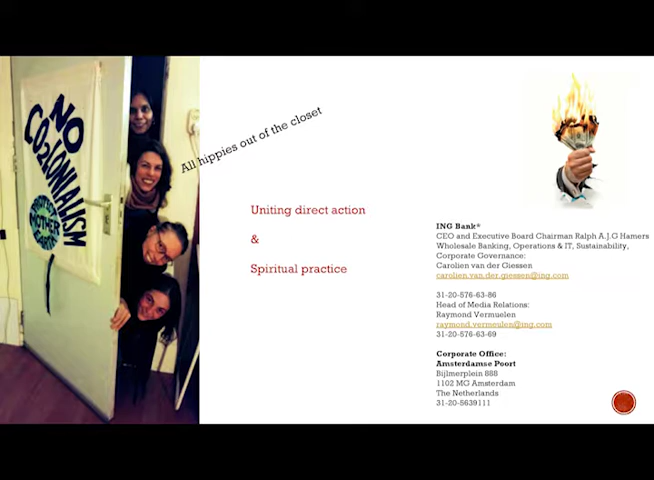 NO
CO2LONIALISM
MOTHER
All hippies out of the closet
Uniting direct action
&
Spiritual practice
ING Bank*
CEO and Executive Board Chairman Ralph A.J.G Hamers
Wholesale Banking, Operations & IT, Sustainability,
Corporate Governance:
Carolien van der Giessen
carolien.van.der.giessen@ing.com
31-20-576-63-86
Head of Media Relations:
Raymond Vermuelen
raymond.vermeulen@ing.com
31-20-576-63-69
Corporate Office:
Amsterdamse Poort
Bijlmerplein 888
1102 MG Amsterdam
The Netherlands
31-20-5639111